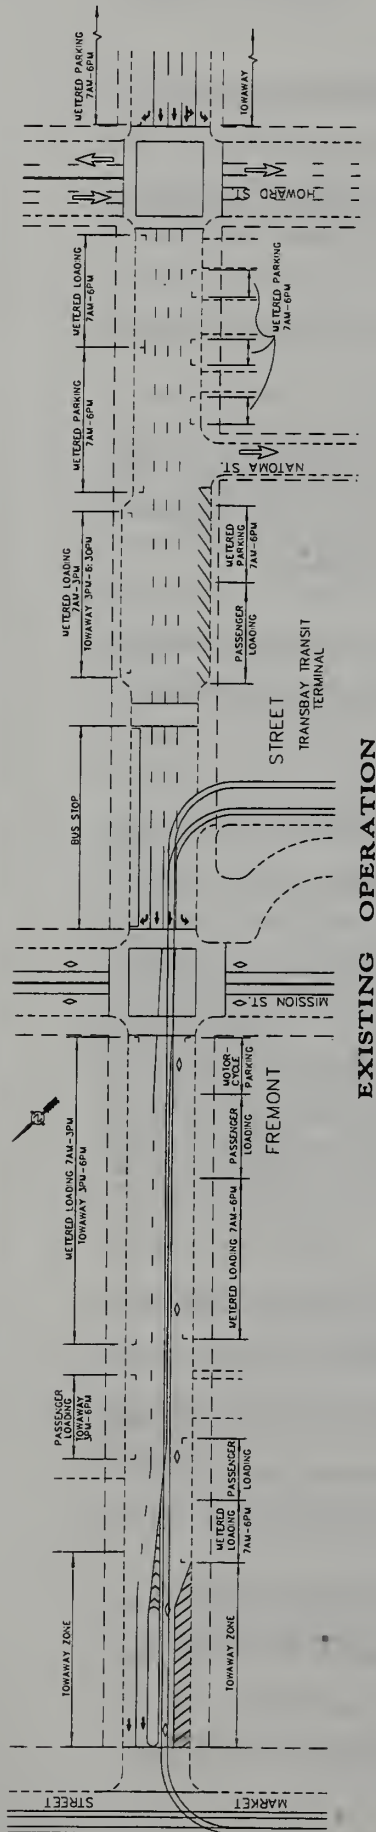 METERED PARKING
7AM-6PM
TOWAWAY
HOWARD ST.
METERED LOADING
7AM-6PM
METERED PARKING
7AM-6PM
METERED PARKING
7AM-6PM
NATOMA ST.
METERED LOADING
7AM-3PM
TOWAWAY 3PM-6:30PM
METERED
PARKING
7AM-6PM
PASSENGER
LOADING
BUS STOP
STREET
TRANSBAY TRANSIT
TERMINAL
MISSION ST.
METERED LOADING 7AM-3PM
TOWAWAY 3PM-6PM
MOTOR-
CYCLE
PARKING
PASSENGER
LOADING
METERED LOADING 7AM-6PM
FREMONT
PASSENGER
LOADING
TOWAWAY
3PM-6PM
PASSENGER
LOADING
METERED
LOADING
7AM-6PM
TOWAWAY ZONE
TOWAWAY ZONE
STREET
MARKET
EXISTING OPERATION